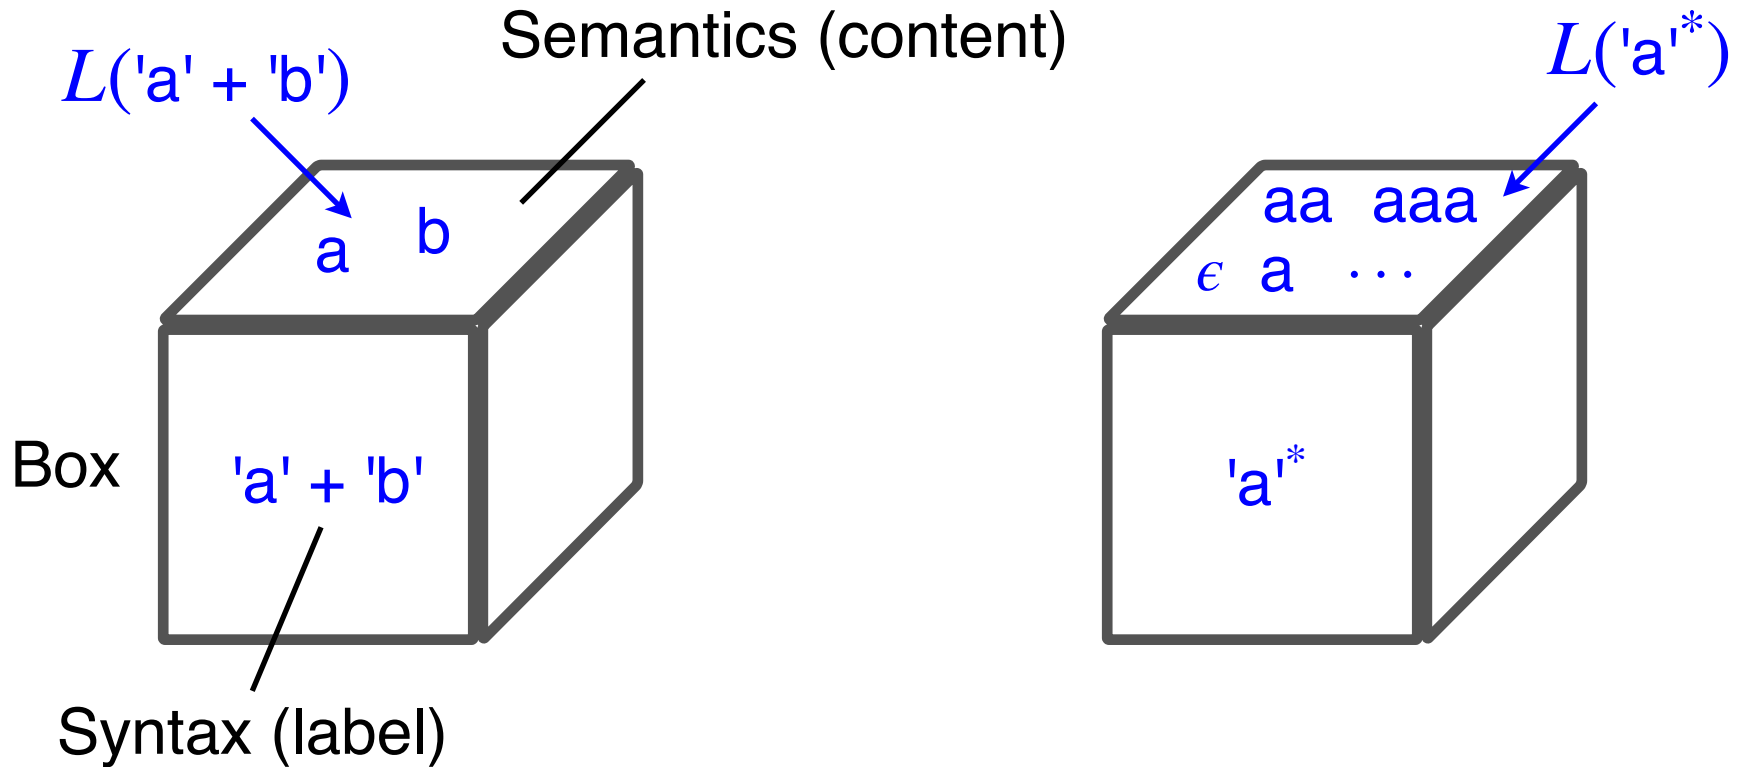 Semantics (content)
L('a' + 'b')
L('a'*)
a b
aa aaa
ϵ a ···
Box
'a' + 'b'
'a'*
Syntax (label)